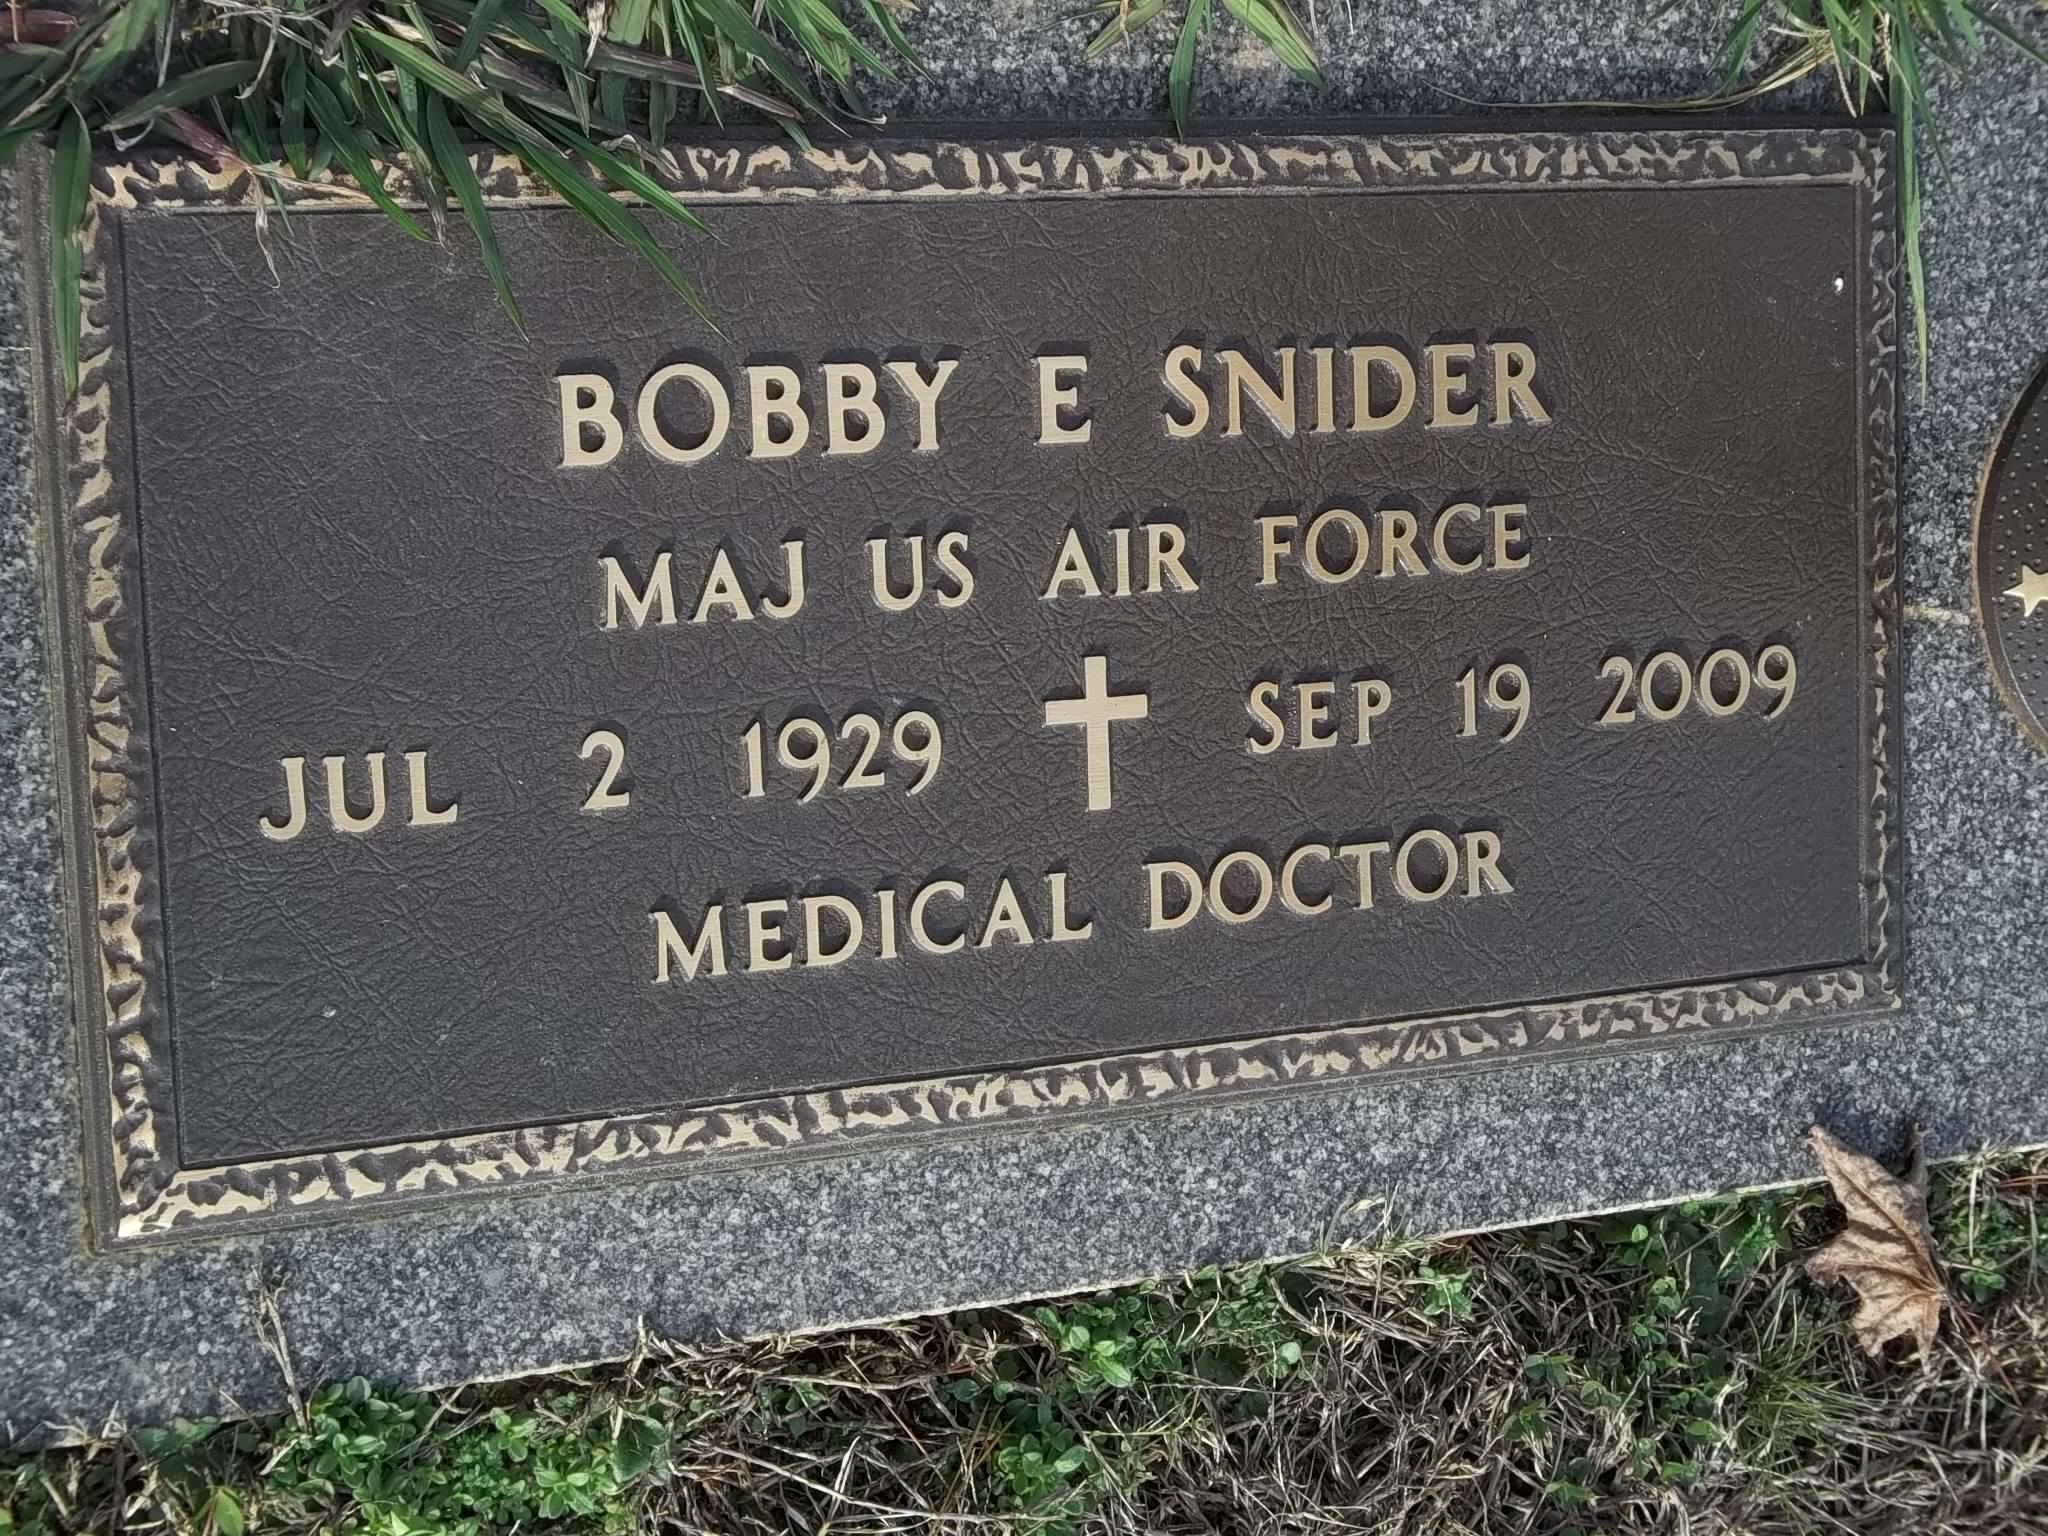 BOBBY E SNIDER
MAJ US AIR FORCE
JUL 2 1929 SEP 19 2009
MEDICAL DOCTOR